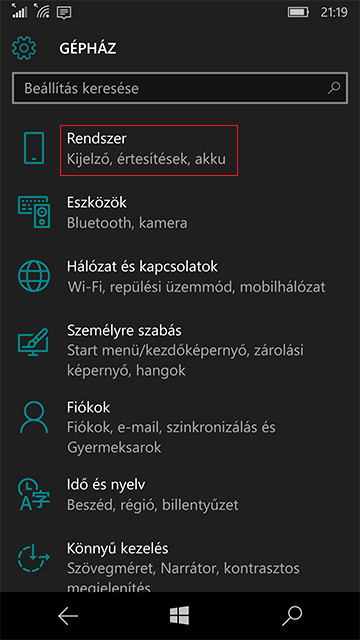 21:19
GÉPHÁZ
Beállítás keresése
Rendszer
Kijelző, értesítések, akku
Eszközök
Bluetooth, kamera
Hálózat és kapcsolatok
Wi-Fi, repülési üzemmód, mobilhálózat
Személyre szabás
Start menü/kezdőképernyő, zárolási
képernyő, hangok
Fiókok
Fiókok, e-mail, szinkronizálás és
Gyermeksarok
Idő és nyelv
Beszéd, régió, billentyűzet
Könnyű kezelés
Szövegméret, Narrátor, kontrasztos
megjelenítés